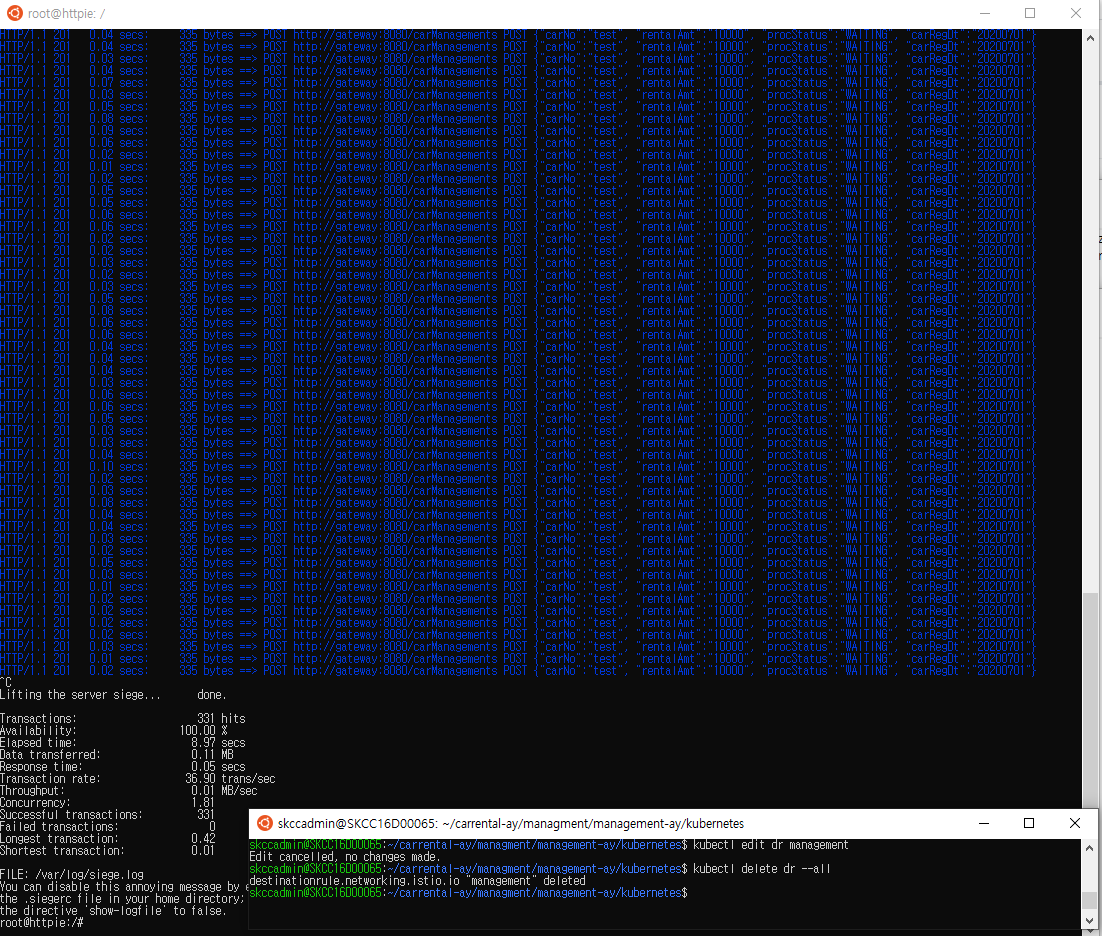 root@httpie: /
HTTP/1.1 201 0.04 secs: 335 bytes ==> POST http://gateway:8080/carManagements POST {"carNo":"test", "rentalAmt":"10000", "procStatus":"WAITING", "carRegDt":"20200701"}
HTTP/1.1 201 0.03 secs: 335 bytes ==> POST http://gateway:8080/carManagements POST {"carNo":"test", "rentalAmt":"10000", "procStatus":"WAITING", "carRegDt":"20200701"}
HTTP/1.1 201 0.03 secs: 335 bytes ==> POST http://gateway:8080/carManagements POST {"carNo":"test", "rentalAmt":"10000", "procStatus":"WAITING", "carRegDt":"20200701"}
HTTP/1.1 201 0.04 secs: 335 bytes ==> POST http://gateway:8080/carManagements POST {"carNo":"test", "rentalAmt":"10000", "procStatus":"WAITING", "carRegDt":"20200701"}
HTTP/1.1 201 0.07 secs: 335 bytes ==> POST http://gateway:8080/carManagements POST {"carNo":"test", "rentalAmt":"10000", "procStatus":"WAITING", "carRegDt":"20200701"}
HTTP/1.1 201 0.03 secs: 335 bytes ==> POST http://gateway:8080/carManagements POST {"carNo":"test", "rentalAmt":"10000", "procStatus":"WAITING", "carRegDt":"20200701"}
HTTP/1.1 201 0.05 secs: 335 bytes ==> POST http://gateway:8080/carManagements POST {"carNo":"test", "rentalAmt":"10000", "procStatus":"WAITING", "carRegDt":"20200701"}
HTTP/1.1 201 0.08 secs: 335 bytes ==> POST http://gateway:8080/carManagements POST {"carNo":"test", "rentalAmt":"10000", "procStatus":"WAITING", "carRegDt":"20200701"}
HTTP/1.1 201 0.09 secs: 335 bytes ==> POST http://gateway:8080/carManagements POST {"carNo":"test", "rentalAmt":"10000", "procStatus":"WAITING", "carRegDt":"20200701"}
HTTP/1.1 201 0.06 secs: 335 bytes ==> POST http://gateway:8080/carManagements POST {"carNo":"test", "rentalAmt":"10000", "procStatus":"WAITING", "carRegDt":"20200701"}
HTTP/1.1 201 0.02 secs: 335 bytes ==> POST http://gateway:8080/carManagements POST {"carNo":"test", "rentalAmt":"10000", "procStatus":"WAITING", "carRegDt":"20200701"}
HTTP/1.1 201 0.01 secs: 335 bytes ==> POST http://gateway:8080/carManagements POST {"carNo":"test", "rentalAmt":"10000", "procStatus":"WAITING", "carRegDt":"20200701"}
HTTP/1.1 201 0.02 secs: 335 bytes ==> POST http://gateway:8080/carManagements POST {"carNo":"test", "rentalAmt":"10000", "procStatus":"WAITING", "carRegDt":"20200701"}
HTTP/1.1 201 0.05 secs: 335 bytes ==> POST http://gateway:8080/carManagements POST {"carNo":"test", "rentalAmt":"10000", "procStatus":"WAITING", "carRegDt":"20200701"}
HTTP/1.1 201 0.05 secs: 335 bytes ==> POST http://gateway:8080/carManagements POST {"carNo":"test", "rentalAmt":"10000", "procStatus":"WAITING", "carRegDt":"20200701"}
HTTP/1.1 201 0.06 secs: 335 bytes ==> POST http://gateway:8080/carManagements POST {"carNo":"test", "rentalAmt":"10000", "procStatus":"WAITING", "carRegDt":"20200701"}
HTTP/1.1 201 0.06 secs: 335 bytes ==> POST http://gateway:8080/carManagements POST {"carNo":"test", "rentalAmt":"10000", "procStatus":"WAITING", "carRegDt":"20200701"}
HTTP/1.1 201 0.02 secs: 335 bytes ==> POST http://gateway:8080/carManagements POST {"carNo":"test", "rentalAmt":"10000", "procStatus":"WAITING", "carRegDt":"20200701"}
HTTP/1.1 201 0.02 secs: 335 bytes ==> POST http://gateway:8080/carManagements POST {"carNo":"test", "rentalAmt":"10000", "procStatus":"WAITING", "carRegDt":"20200701"}
HTTP/1.1 201 0.02 secs: 335 bytes ==> POST http://gateway:8080/carManagements POST {"carNo":"test", "rentalAmt":"10000", "procStatus":"WAITING", "carRegDt":"20200701"}
HTTP/1.1 201 0.02 secs: 335 bytes ==> POST http://gateway:8080/carManagements POST {"carNo":"test", "rentalAmt":"10000", "procStatus":"WAITING", "carRegDt":"20200701"}
HTTP/1.1 201 0.03 secs: 335 bytes ==> POST http://gateway:8080/carManagements POST {"carNo":"test", "rentalAmt":"10000", "procStatus":"WAITING", "carRegDt":"20200701"}
HTTP/1.1 201 0.05 secs: 335 bytes ==> POST http://gateway:8080/carManagements POST {"carNo":"test", "rentalAmt":"10000", "procStatus":"WAITING", "carRegDt":"20200701"}
HTTP/1.1 201 0.08 secs: 335 bytes ==> POST http://gateway:8080/carManagements POST {"carNo":"test", "rentalAmt":"10000", "procStatus":"WAITING", "carRegDt":"20200701"}
HTTP/1.1 201 0.06 secs: 335 bytes ==> POST http://gateway:8080/carManagements POST {"carNo":"test", "rentalAmt":"10000", "procStatus":"WAITING", "carRegDt":"20200701"}
HTTP/1.1 201 0.06 secs: 335 bytes ==> POST http://gateway:8080/carManagements POST {"carNo":"test", "rentalAmt":"10000", "procStatus":"WAITING", "carRegDt":"20200701"}
HTTP/1.1 201 0.04 secs: 335 bytes ==> POST http://gateway:8080/carManagements POST {"carNo":"test", "rentalAmt":"10000", "procStatus":"WAITING", "carRegDt":"20200701"}
HTTP/1.1 201 0.04 secs: 335 bytes ==> POST http://gateway:8080/carManagements POST {"carNo":"test", "rentalAmt":"10000", "procStatus":"WAITING", "carRegDt":"20200701"}
HTTP/1.1 201 0.04 secs: 335 bytes ==> POST http://gateway:8080/carManagements POST {"carNo":"test", "rentalAmt":"10000", "procStatus":"WAITING", "carRegDt":"20200701"}
HTTP/1.1 201 0.03 secs: 335 bytes ==> POST http://gateway:8080/carManagements POST {"carNo":"test", "rentalAmt":"10000", "procStatus":"WAITING", "carRegDt":"20200701"}
HTTP/1.1 201 0.06 secs: 335 bytes ==> POST http://gateway:8080/carManagements POST {"carNo":"test", "rentalAmt":"10000", "procStatus":"WAITING", "carRegDt":"20200701"}
HTTP/1.1 201 0.06 secs: 335 bytes ==> POST http://gateway:8080/carManagements POST {"carNo":"test", "rentalAmt":"10000", "procStatus":"WAITING", "carRegDt":"20200701"}
HTTP/1.1 201 0.05 secs: 335 bytes ==> POST http://gateway:8080/carManagements POST {"carNo":"test", "rentalAmt":"10000", "procStatus":"WAITING", "carRegDt":"20200701"}
HTTP/1.1 201 0.05 secs: 335 bytes ==> POST http://gateway:8080/carManagements POST {"carNo":"test", "rentalAmt":"10000", "procStatus":"WAITING", "carRegDt":"20200701"}
HTTP/1.1 201 0.03 secs: 335 bytes ==> POST http://gateway:8080/carManagements POST {"carNo":"test", "rentalAmt":"10000", "procStatus":"WAITING", "carRegDt":"20200701"}
HTTP/1.1 201 0.04 secs: 335 bytes ==> POST http://gateway:8080/carManagements POST {"carNo":"test", "rentalAmt":"10000", "procStatus":"WAITING", "carRegDt":"20200701"}
HTTP/1.1 201 0.10 secs: 335 bytes ==> POST http://gateway:8080/carManagements POST {"carNo":"test", "rentalAmt":"10000", "procStatus":"WAITING", "carRegDt":"20200701"}
HTTP/1.1 201 0.02 secs: 335 bytes ==> POST http://gateway:8080/carManagements POST {"carNo":"test", "rentalAmt":"10000", "procStatus":"WAITING", "carRegDt":"20200701"}
HTTP/1.1 201 0.03 secs: 335 bytes ==> POST http://gateway:8080/carManagements POST {"carNo":"test", "rentalAmt":"10000", "procStatus":"WAITING", "carRegDt":"20200701"}
HTTP/1.1 201 0.08 secs: 335 bytes ==> POST http://gateway:8080/carManagements POST {"carNo":"test", "rentalAmt":"10000", "procStatus":"WAITING", "carRegDt":"20200701"}
HTTP/1.1 201 0.04 secs: 335 bytes ==> POST http://gateway:8080/carManagements POST {"carNo":"test", "rentalAmt":"10000", "procStatus":"WAITING", "carRegDt":"20200701"}
HTTP/1.1 201 0.03 secs: 335 bytes ==> POST http://gateway:8080/carManagements POST {"carNo":"test", "rentalAmt":"10000", "procStatus":"WAITING", "carRegDt":"20200701"}
HTTP/1.1 201 0.03 secs: 335 bytes ==> POST http://gateway:8080/carManagements POST {"carNo":"test", "rentalAmt":"10000", "procStatus":"WAITING", "carRegDt":"20200701"}
HTTP/1.1 201 0.02 secs: 335 bytes ==> POST http://gateway:8080/carManagements POST {"carNo":"test", "rentalAmt":"10000", "procStatus":"WAITING", "carRegDt":"20200701"}
HTTP/1.1 201 0.05 secs: 335 bytes ==> POST http://gateway:8080/carManagements POST {"carNo":"test", "rentalAmt":"10000", "procStatus":"WAITING", "carRegDt":"20200701"}
HTTP/1.1 201 0.03 secs: 335 bytes ==> POST http://gateway:8080/carManagements POST {"carNo":"test", "rentalAmt":"10000", "procStatus":"WAITING", "carRegDt":"20200701"}
HTTP/1.1 201 0.01 secs: 335 bytes ==> POST http://gateway:8080/carManagements POST {"carNo":"test", "rentalAmt":"10000", "procStatus":"WAITING", "carRegDt":"20200701"}
HTTP/1.1 201 0.02 secs: 335 bytes ==> POST http://gateway:8080/carManagements POST {"carNo":"test", "rentalAmt":"10000", "procStatus":"WAITING", "carRegDt":"20200701"}
HTTP/1.1 201 0.02 secs: 335 bytes ==> POST http://gateway:8080/carManagements POST {"carNo":"test", "rentalAmt":"10000", "procStatus":"WAITING", "carRegDt":"20200701"}
HTTP/1.1 201 0.02 secs: 335 bytes ==> POST http://gateway:8080/carManagements POST {"carNo":"test", "rentalAmt":"10000", "procStatus":"WAITING", "carRegDt":"20200701"}
HTTP/1.1 201 0.02 secs: 335 bytes ==> POST http://gateway:8080/carManagements POST {"carNo":"test", "rentalAmt":"10000", "procStatus":"WAITING", "carRegDt":"20200701"}
HTTP/1.1 201 0.03 secs: 335 bytes ==> POST http://gateway:8080/carManagements POST {"carNo":"test", "rentalAmt":"10000", "procStatus":"WAITING", "carRegDt":"20200701"}
HTTP/1.1 201 0.01 secs: 335 bytes ==> POST http://gateway:8080/carManagements POST {"carNo":"test", "rentalAmt":"10000", "procStatus":"WAITING", "carRegDt":"20200701"}
HTTP/1.1 201 0.02 secs: 335 bytes ==> POST http://gateway:8080/carManagements POST {"carNo":"test", "rentalAmt":"10000", "procStatus":"WAITING", "carRegDt":"20200701"}
^C
Lifting the server siege... done.
Transactions: 331 hits
Availability: 100.00 %
Elapsed time: 8.97 secs
Data transferred: 0.11 MB
Response time: 0.05 secs
Transaction rate: 36.90 trans/sec
Throughput: 0.01 MB/sec
Concurrency: 1.81
Successful transactions: 331
Failed transactions: 0
Longest transaction: 0.42
Shortest transaction: 0.01
FILE: /var/log/siege.log
You can disable this annoying message by e
the .siegerc file in your home directory;
the directive 'show-logfile' to false.
root@httpie:/#
skccadmin@SKCC16D00065: ~/carrental-ay/managment/management-ay/kubernetes
skccadmin@SKCC16D00065:~/carrental-ay/managment/management-ay/kubernetes$ kubectl edit dr management
Edit cancelled, no changes made.
skccadmin@SKCC16D00065:~/carrental-ay/managment/management-ay/kubernetes$ kubectl delete dr --all
destinationrule.networking.istio.io "management" deleted
skccadmin@SKCC16D00065:~/carrental-ay/managment/management-ay/kubernetes$